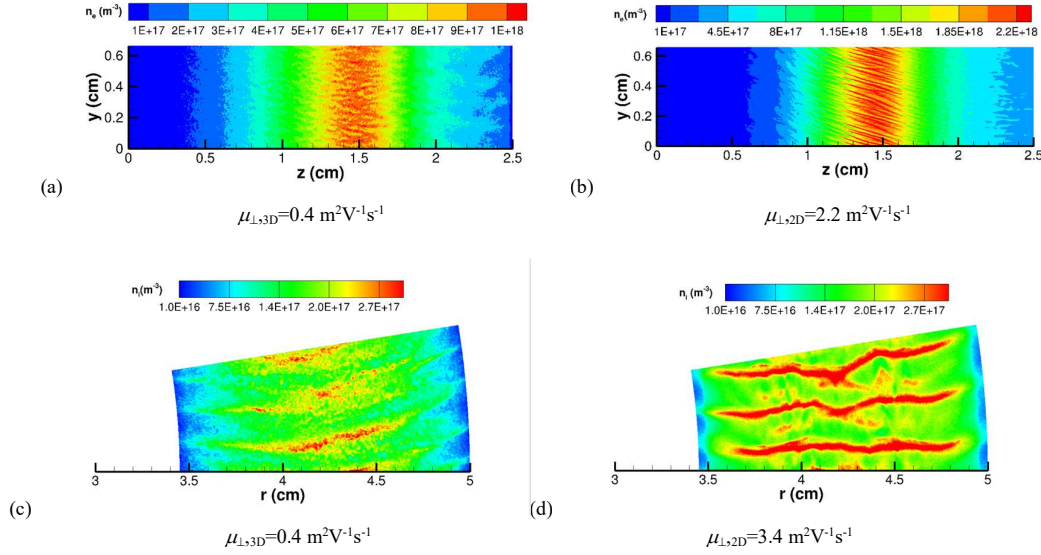 nₑ (m⁻³)
1E+17 2E+17 3E+17 4E+17 5E+17 6E+17 7E+17 8E+17 9E+17 1E+18
y (cm)
0.6
0.4
0.2
0
0 0.5 1 1.5 2 2.5
z (cm)
(a)
μ⊥,3D=0.4 m²V⁻¹s⁻¹
nₑ(m⁻³)
1E+17 4.5E+17 8E+17 1.15E+18 1.5E+18 1.85E+18 2.2E+18
y (cm)
0.6
0.4
0.2
0
0 0.5 1 1.5 2 2.5
z (cm)
(b)
μ⊥,2D=2.2 m²V⁻¹s⁻¹
nᵢ(m⁻³)
1.0E+16 7.5E+16 1.4E+17 2.0E+17 2.7E+17
3 3.5 4 4.5 5
r (cm)
(c)
μ⊥,3D=0.4 m²V⁻¹s⁻¹
nᵢ (m⁻³)
1.0E+16 7.5E+16 1.4E+17 2.0E+17 2.7E+17
3 3.5 4 4.5 5
r (cm)
(d)
μ⊥,2D=3.4 m²V⁻¹s⁻¹